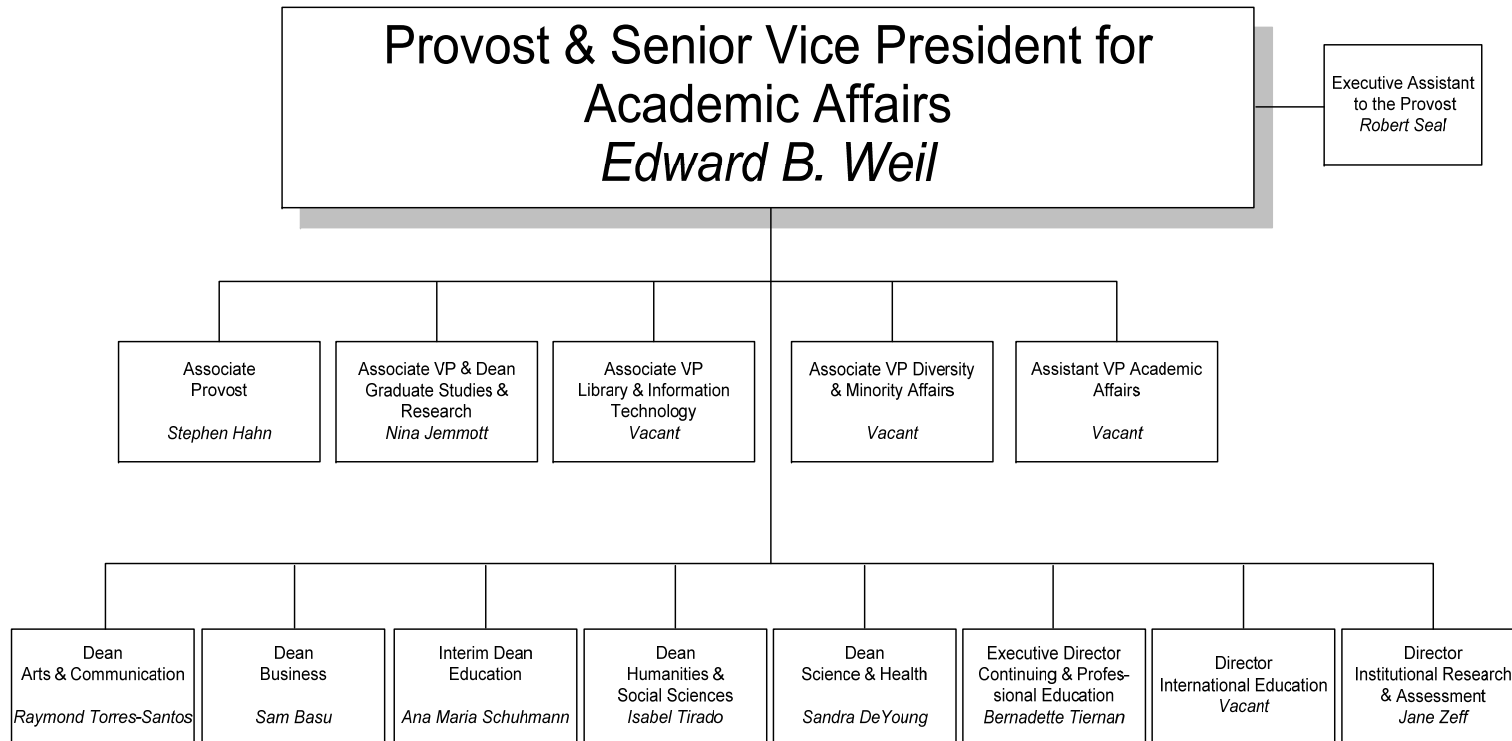 Provost & Senior Vice President for
Academic Affairs
Edward B. Weil
Executive Assistant
to the Provost
Robert Seal
Associate
Provost
Stephen Hahn
Associate VP & Dean
Graduate Studies &
Research
Nina Jemmott
Associate VP
Library & Information
Technology
Vacant
Associate VP Diversity
& Minority Affairs
Vacant
Assistant VP Academic
Affairs
Vacant
Dean
Arts & Communication
Raymond Torres-Santos
Dean
Business
Sam Basu
Interim Dean
Education
Ana Maria Schuhmann
Dean
Humanities &
Social Sciences
Isabel Tirado
Dean
Science & Health
Sandra DeYoung
Executive Director
Continuing & Profes-
sional Education
Bernadette Tiernan
Director
International Education
Vacant
Director
Institutional Research
& Assessment
Jane Zeff